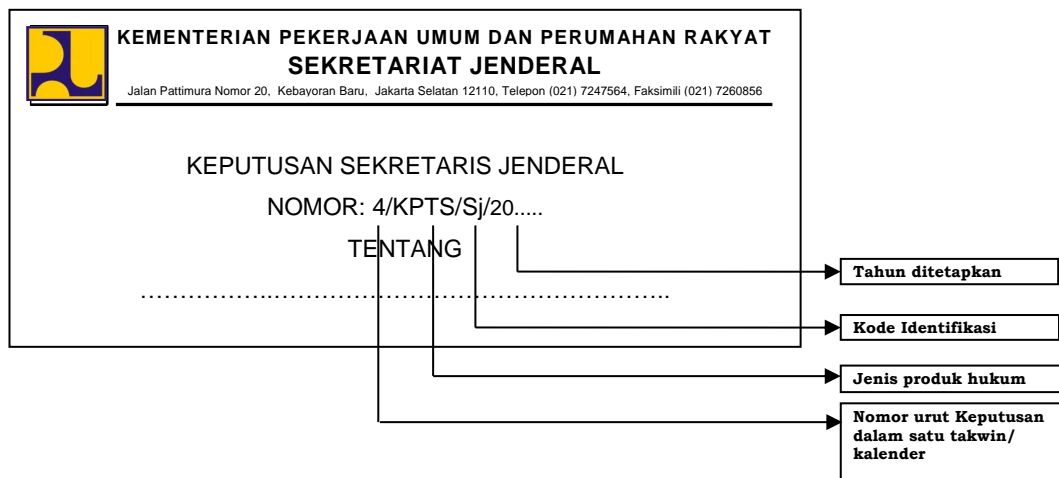 KEMENTERIAN PEKERJAAN UMUM DAN PERUMAHAN RAKYAT
SEKRETARIAT JENDERAL
Jalan Pattimura Nomor 20, Kebayoran Baru, Jakarta Selatan 12110, Telepon (021) 7247564, Faksimili (021) 7260856
KEPUTUSAN SEKRETARIS JENDERAL
NOMOR: 4/KPTS/Sj/20.....
TENTANG
……………..………………………………………………….
Tahun ditetapkan
Kode Identifikasi
Jenis produk hukum
Nomor urut Keputusan
dalam satu takwin/
kalender